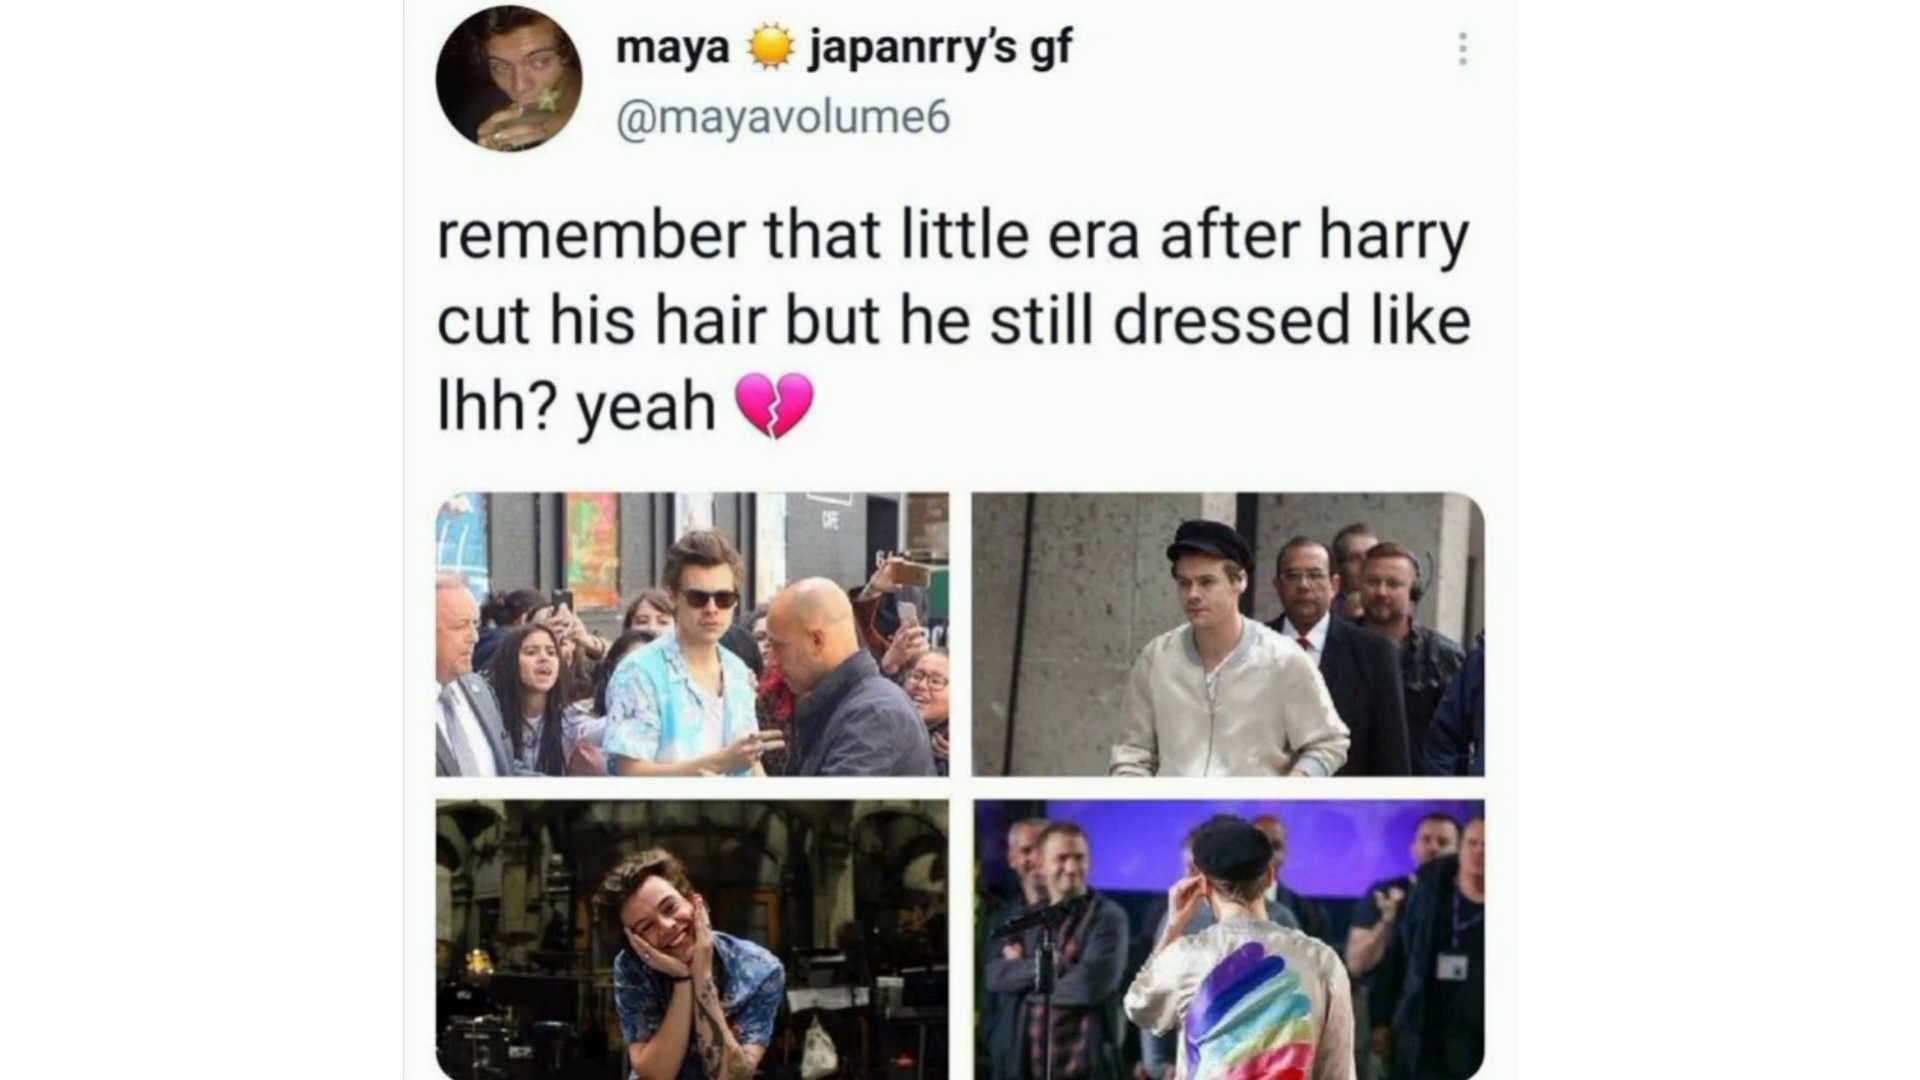 maya ☀️ japanrry’s gf
@mayavolume6
remember that little era after harry
cut his hair but he still dressed like
lhh? yeah 💔
CAFE